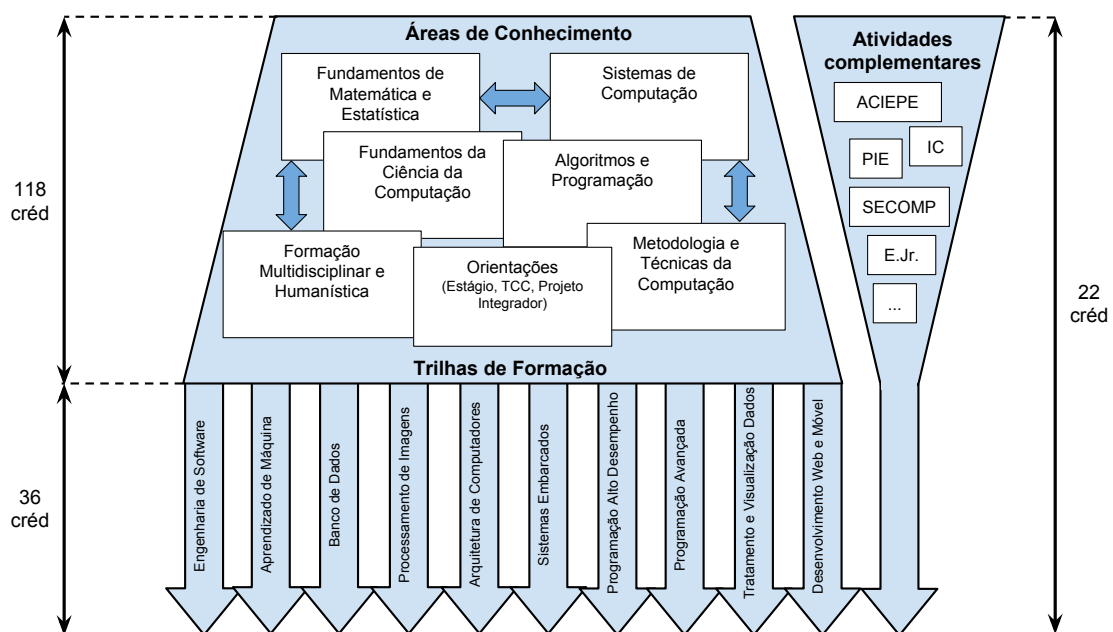 Áreas de Conhecimento
Fundamentos de
Matemática e
Estatística
Sistemas de
Computação
Fundamentos da
Ciência da
Computação
Algoritmos e
Programação
Formação
Multidisciplinar e
Humanística
Orientações
(Estágio, TCC, Projeto
Integrador)
Metodologia e
Técnicas da
Computação
Trilhas de Formação
Atividades
complementares
ACIEPE
PIE
IC
SECOMP
E.Jr.
...
118
créd
36
créd
22
créd
Engenharia de Software
Aprendizado de Máquina
Banco de Dados
Processamento de Imagens
Arquitetura de Computadores
Sistemas Embarcados
Programação Alto Desempenho
Programação Avançada
Tratamento e Visualização Dados
Desenvolvimento Web e Móvel